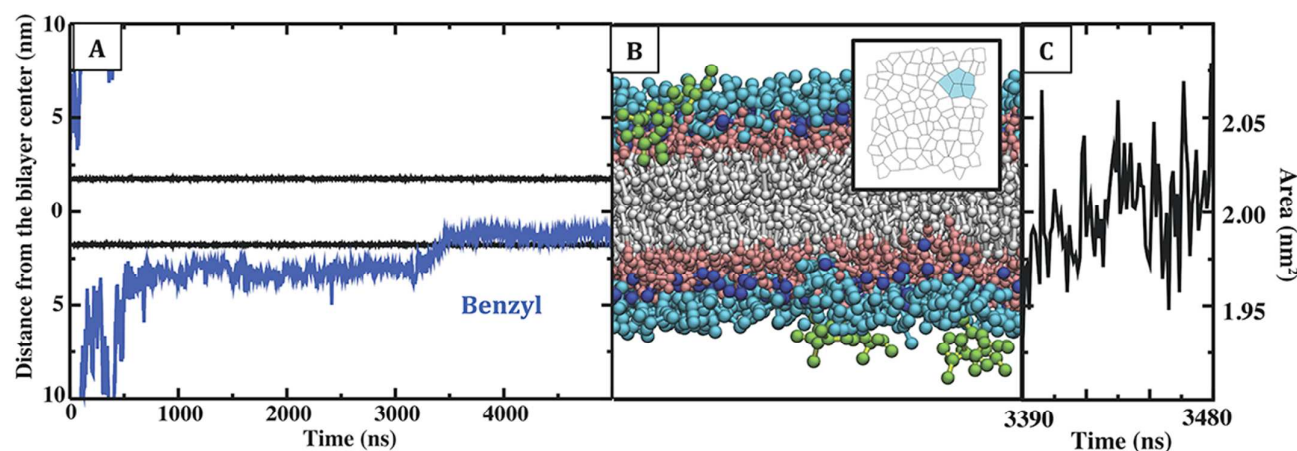 A
B
C
10
5
0
5
10
Distance from the bilayer center (nm)
0
1000
2000
3000
4000
Time (ns)
Benzyl
2.05
2.00
1.95
Area (nm²)
3390
3480
Time (ns)